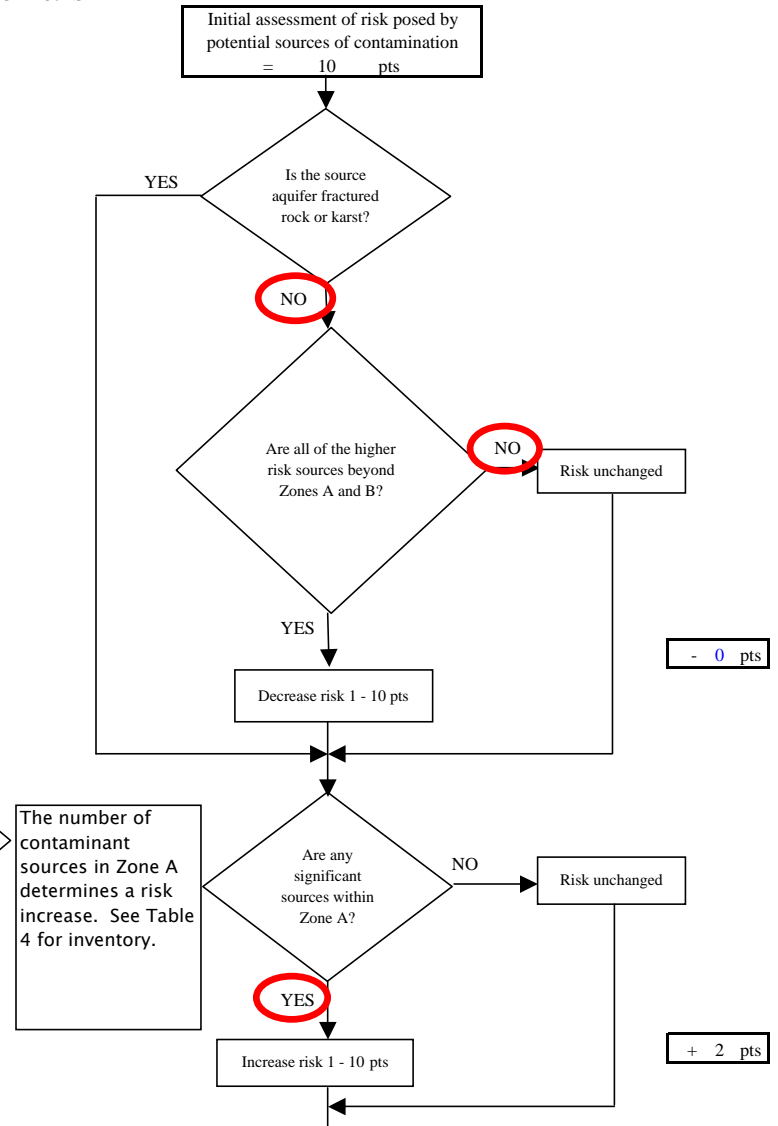 Initial assessment of risk posed by
potential sources of contamination
= 10 pts
YES
Is the source
aquifer fractured
rock or karst?
NO
Are all of the higher
risk sources beyond
Zones A and B?
NO
Risk unchanged
YES
- 0 pts
Decrease risk 1 - 10 pts
The number of
contaminant
sources in Zone A
determines a risk
increase. See Table
4 for inventory.
Are any
significant
sources within
Zone A?
NO
Risk unchanged
YES
Increase risk 1 - 10 pts
+ 2 pts